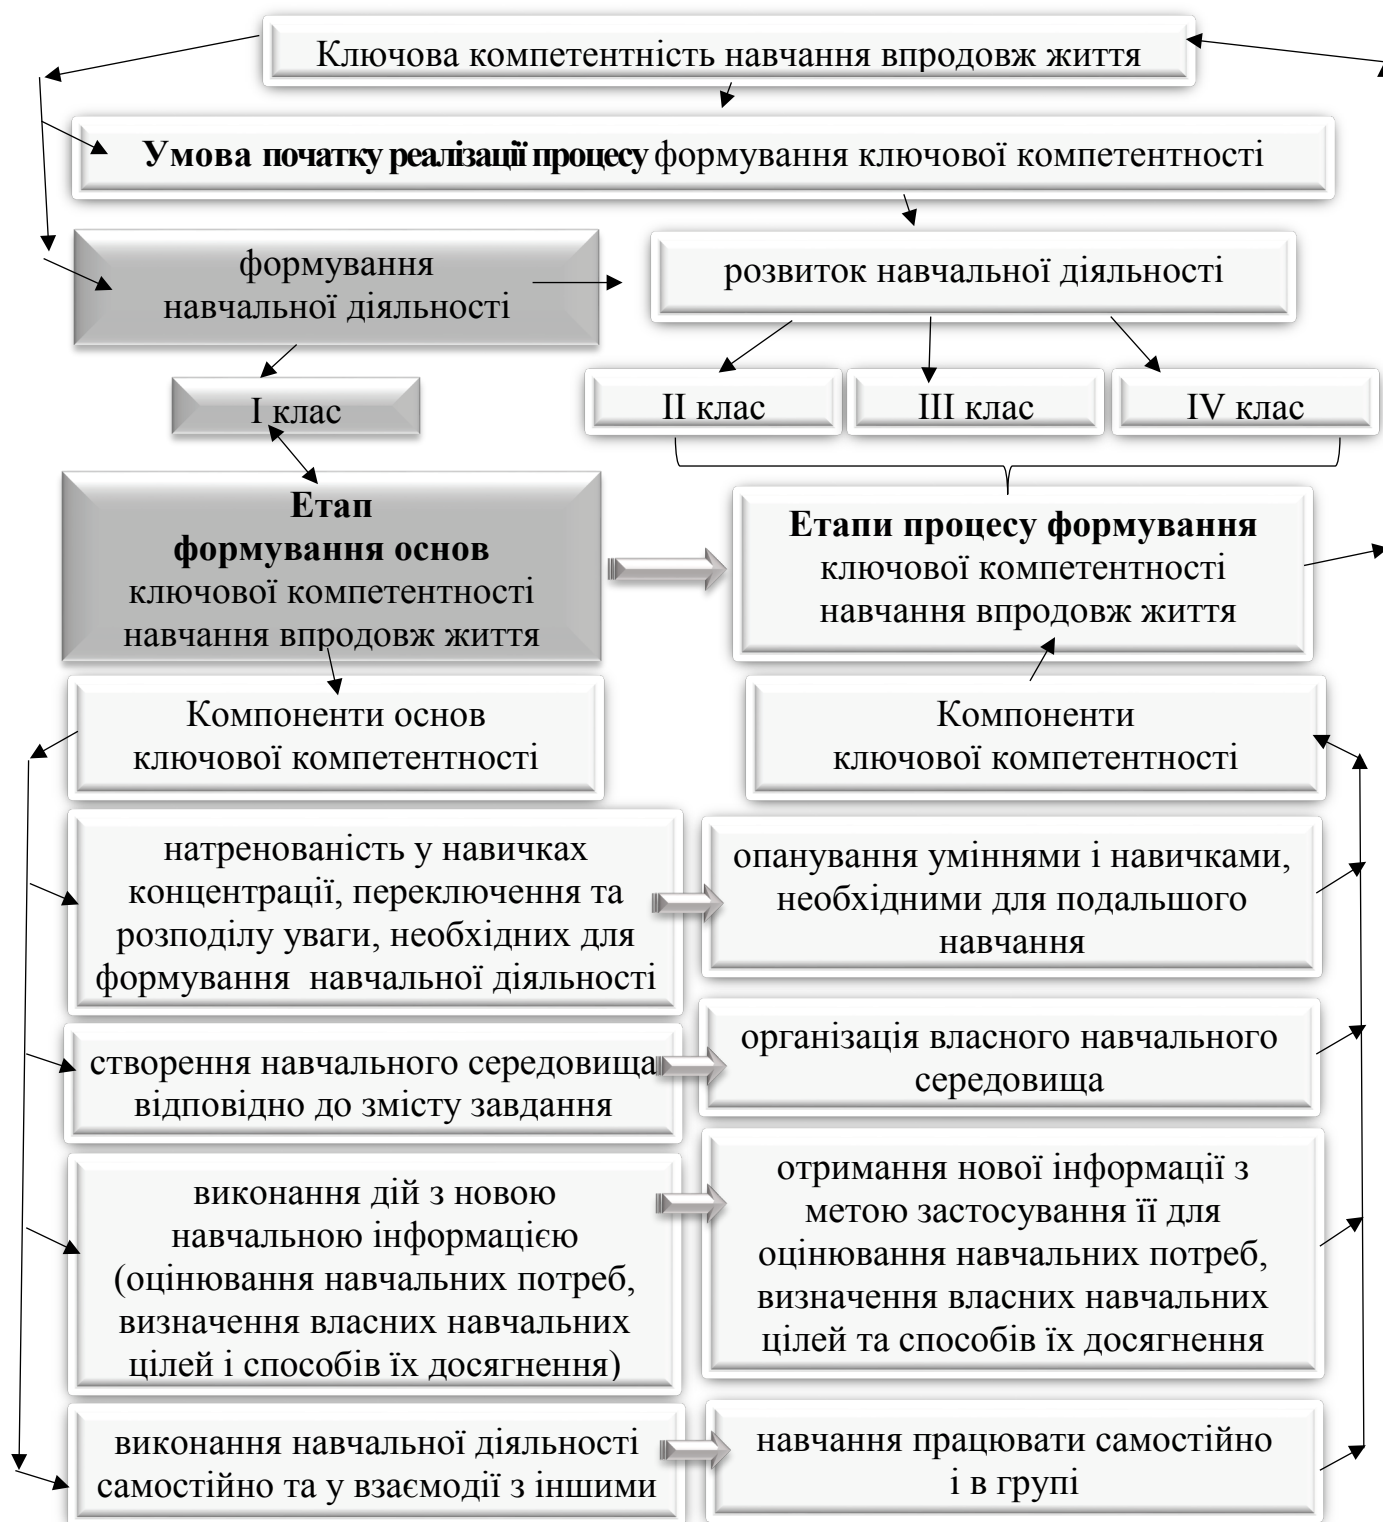 Ключова компетентність навчання впродовж життя
Умова початку реалізації процесу формування ключової компетентності
формування
навчальної діяльності
розвиток навчальної діяльності
I клас
II клас
III клас
IV клас
Етап
формування основ
ключової компетентності
навчання впродовж життя
Етапи процесу формування
ключової компетентності
навчання впродовж життя
Компоненти основ
ключової компетентності
Компоненти
ключової компетентності
натренованість у навичках
концентрації, переключення та
розподілу уваги, необхідних для
формування навчальної діяльності
опанування уміннями і навичками,
необхідними для подальшого
навчання
створення навчального середовища
відповідно до змісту завдання
організація власного навчального
середовища
виконання дій з новою
навчальною інформацією
(оцінювання навчальних потреб,
визначення власних навчальних
цілей і способів їх досягнення)
отримання нової інформації з
метою застосування її для
оцінювання навчальних потреб,
визначення власних навчальних
цілей та способів їх досягнення
виконання навчальної діяльності
самостійно та у взаємодії з іншими
навчання працювати самостійно
і в групі